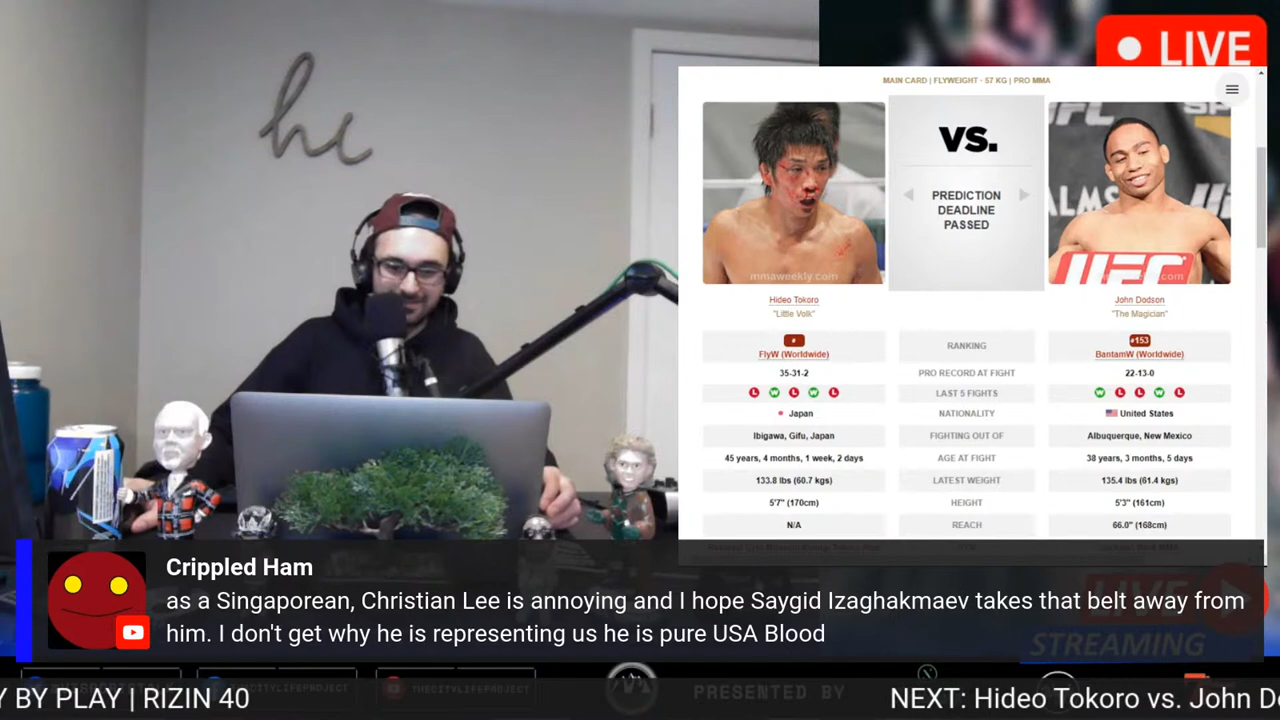 hi
LIVE
MAIN CARD | FLYWEIGHT · 57 KG | PRO MMA
VS.
PREDICTION
DEADLINE
PASSED
mmaweekly.com
UFC
Hideo Tokoro
"Little Volk"
John Dodson
"The Magician"
#
FlyW (Worldwide)
RANKING
#153
BantamW (Worldwide)
35-31-2
PRO RECORD AT FIGHT
22-13-0
L W L W L
LAST 5 FIGHTS
W L L W L
Japan
NATIONALITY
United States
Ibigawa, Gifu, Japan
FIGHTING OUT OF
Albuquerque, New Mexico
45 years, 4 months, 1 week, 2 days
AGE AT FIGHT
38 years, 3 months, 5 days
133.8 lbs (60.7 kgs)
LATEST WEIGHT
135.4 lbs (61.4 kgs)
5'7" (170cm)
HEIGHT
5'3" (161cm)
N/A
REACH
66.0" (168cm)
Crippled Ham
as a Singaporean, Christian Lee is annoying and I hope Saygid Izaghakmaev takes that belt away from
him. I don't get why he is representing us he is pure USA Blood
LIVE
STREAMING
THECITYLIFEPROJECT
PRESENTED BY
Y BY PLAY | RIZIN 40
NEXT: Hideo Tokoro vs. John D